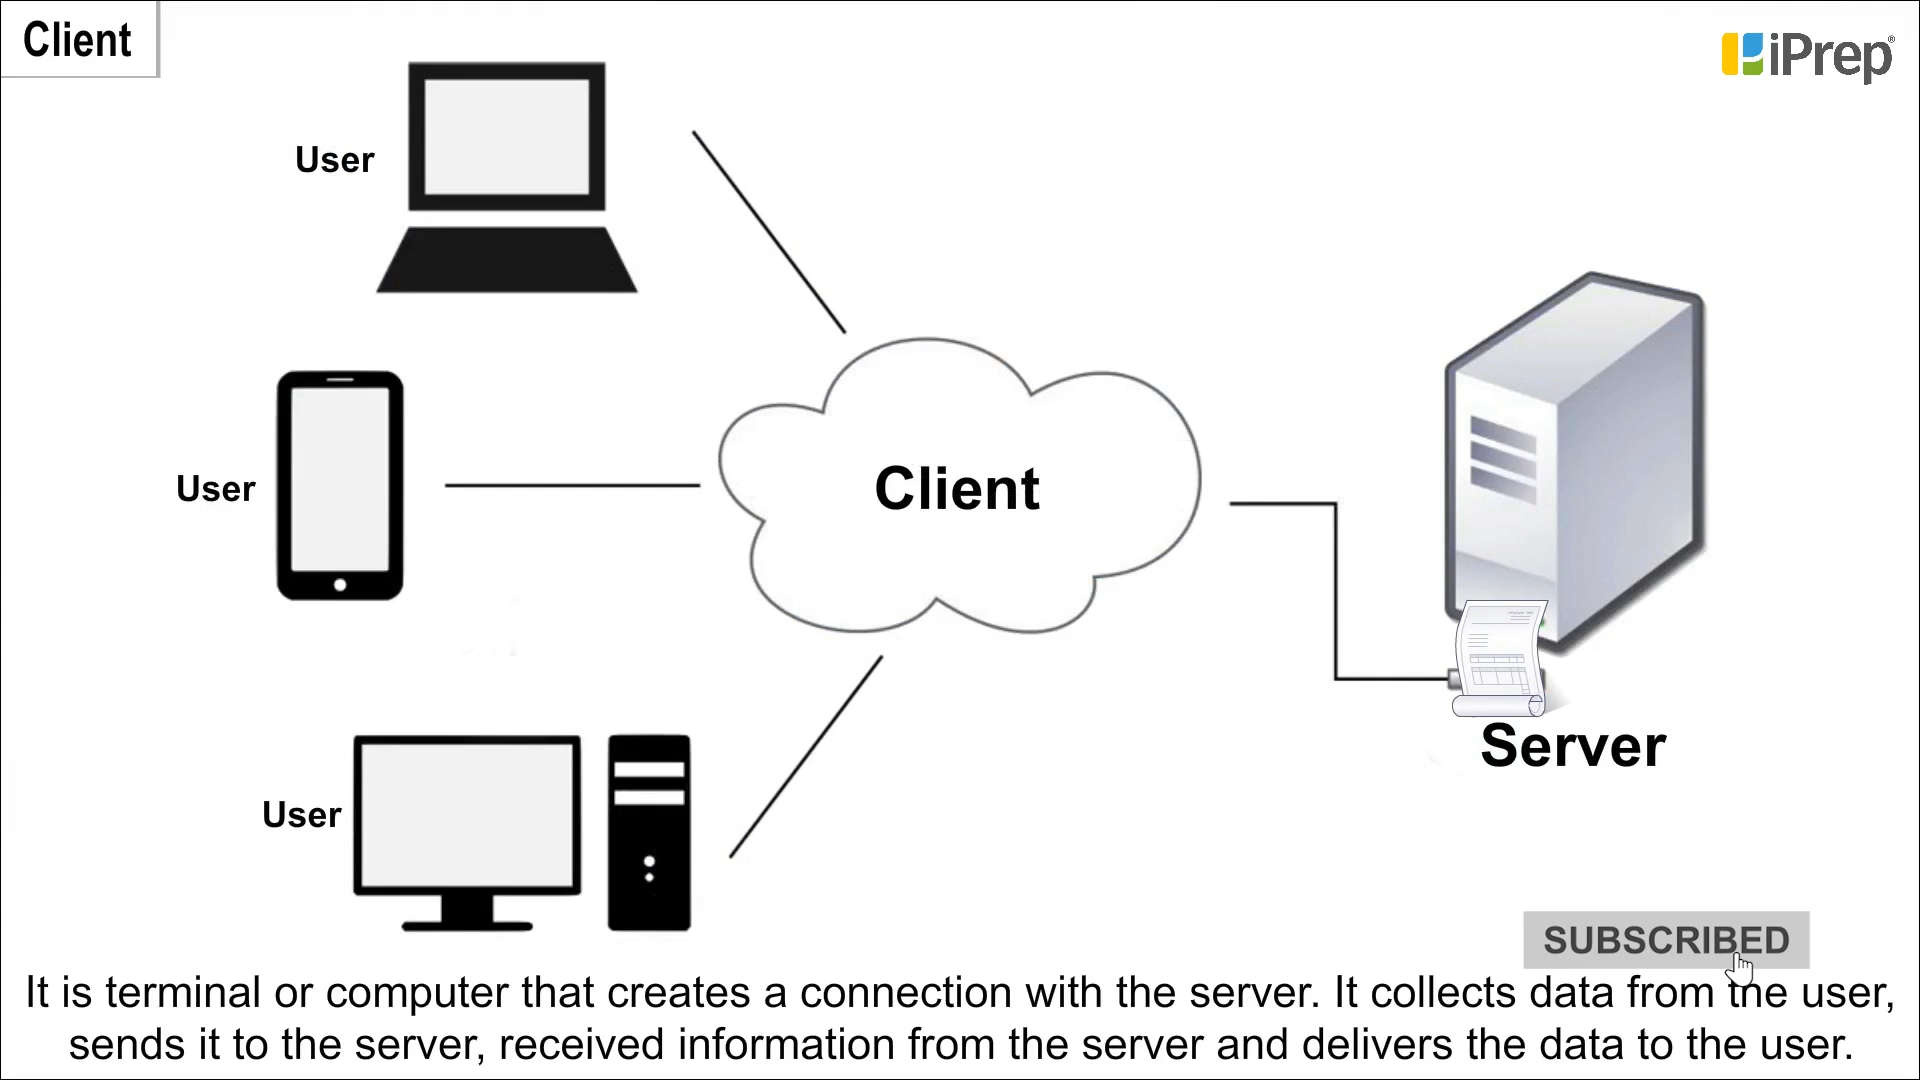 Client
iPrep®
User
User
Client
Server
User
SUBSCRIBED
It is terminal or computer that creates a connection with the server. It collects data from the user,
sends it to the server, received information from the server and delivers the data to the user.